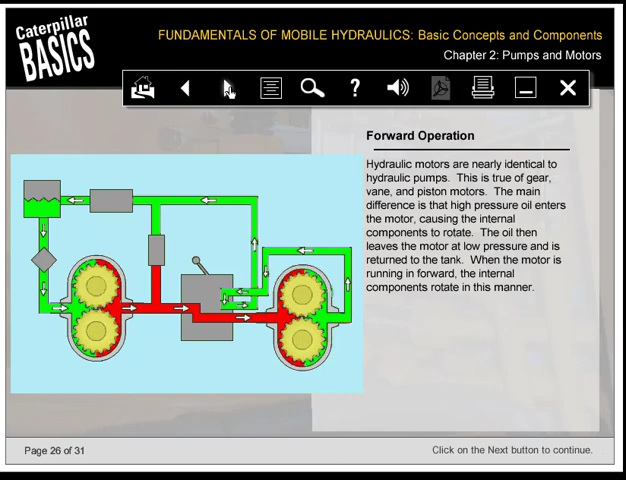 Caterpillar
BASICS
FUNDAMENTALS OF MOBILE HYDRAULICS: Basic Concepts and Components
Chapter 2: Pumps and Motors
?
Forward Operation
Hydraulic motors are nearly identical to
hydraulic pumps. This is true of gear,
vane, and piston motors. The main
difference is that high pressure oil enters
the motor, causing the internal
components to rotate. The oil then
leaves the motor at low pressure and is
returned to the tank. When the motor is
running in forward, the internal
components rotate in this manner.
Page 26 of 31
Click on the Next button to continue.